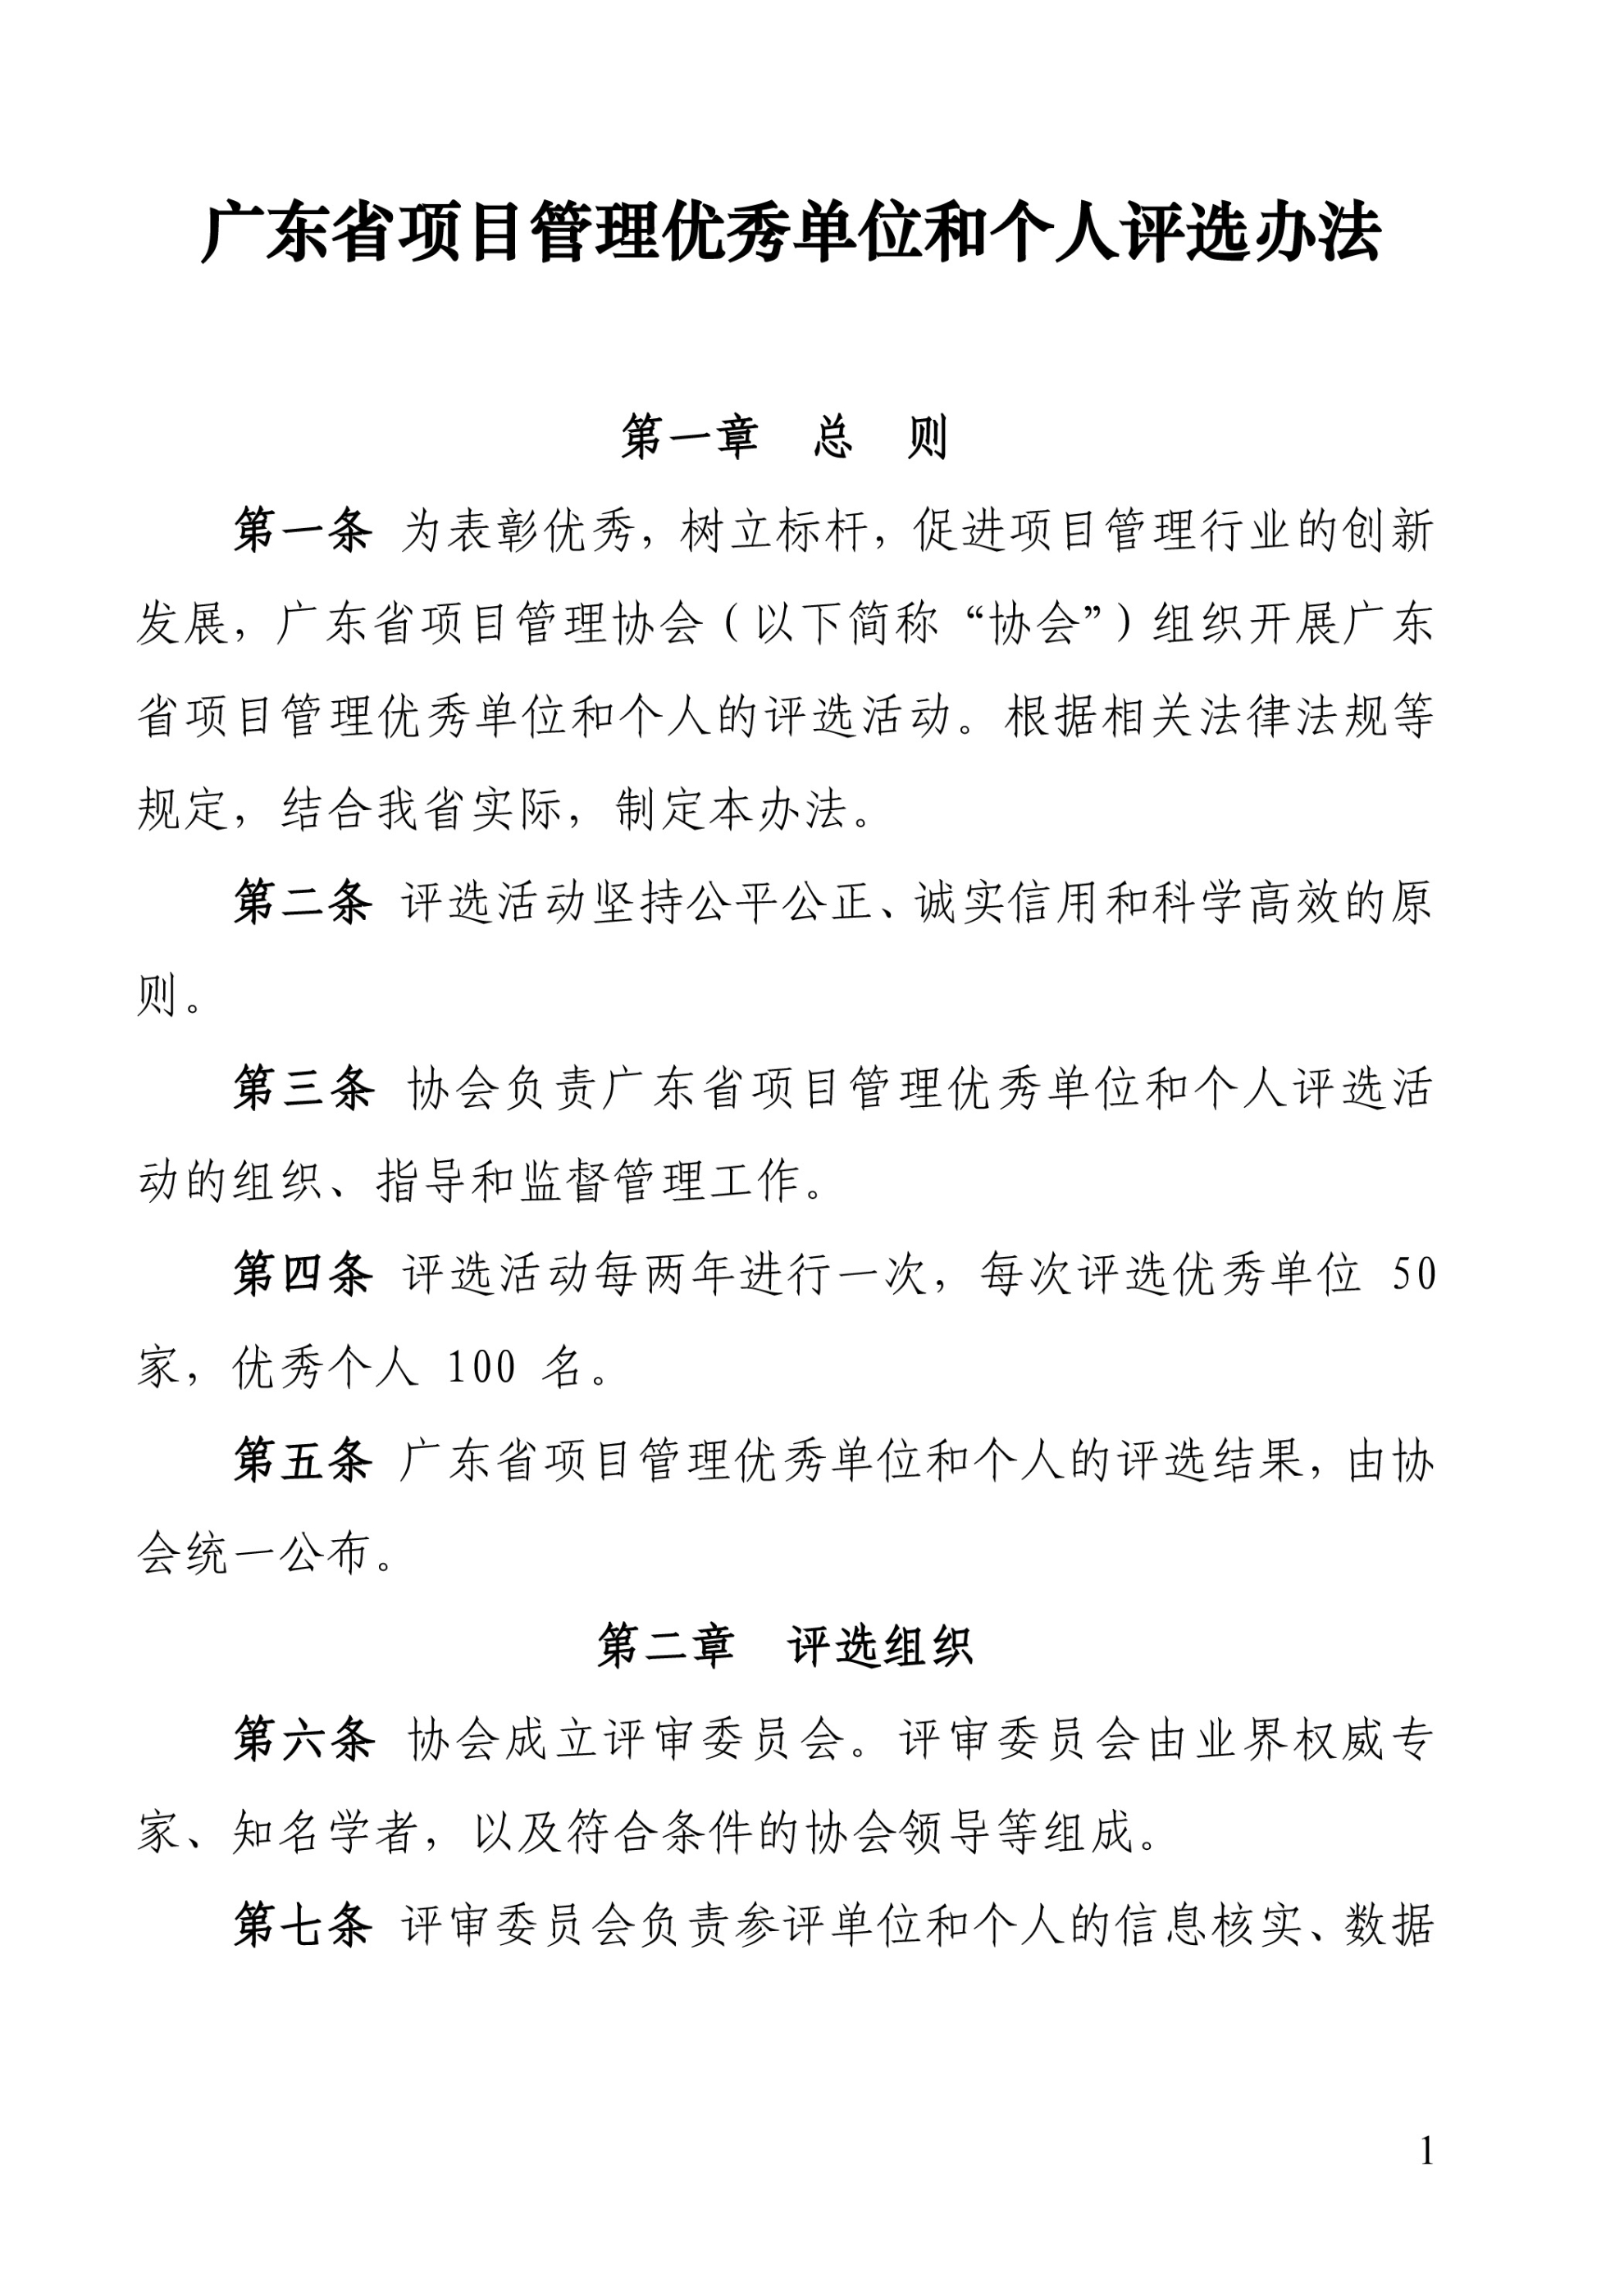 广东省项目管理优秀单位和个人评选办法
第一章 总 则
第一条 为表彰优秀，树立标杆，促进项目管理行业的创新
发展，广东省项目管理协会（以下简称“协会”）组织开展广东
省项目管理优秀单位和个人的评选活动。根据相关法律法规等
规定，结合我省实际，制定本办法。
第二条 评选活动坚持公平公正、诚实信用和科学高效的原
则。
第三条 协会负责广东省项目管理优秀单位和个人评选活
动的组织、指导和监督管理工作。
第四条 评选活动每两年进行一次，每次评选优秀单位 50
家，优秀个人 100 名。
第五条 广东省项目管理优秀单位和个人的评选结果，由协
会统一公布。
第二章 评选组织
第六条 协会成立评审委员会。评审委员会由业界权威专
家、知名学者，以及符合条件的协会领导等组成。
第七条 评审委员会负责参评单位和个人的信息核实、数据
1